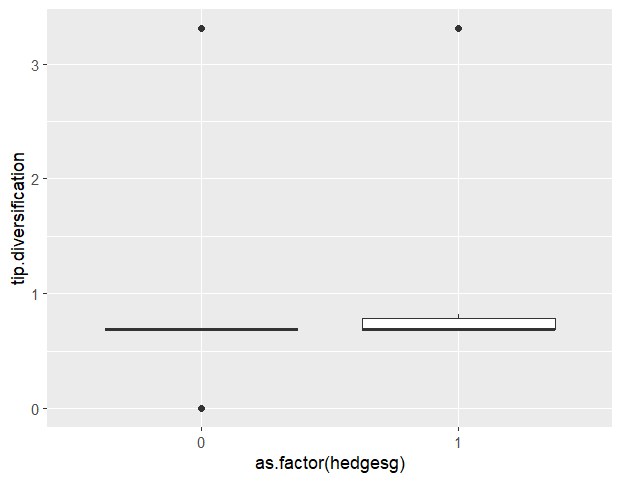 tip.diversification
3
2
1
0
0 1
as.factor(hedgesg)